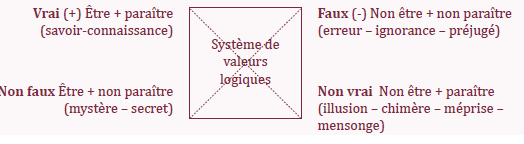 Vrai (+) Être + paraître
(savoir-connaissance)
Faux (-) Non être + non paraître
(erreur – ignorance – préjugé)
Système de
valeurs
logiques
Non faux Être + non paraître
(mystère – secret)
Non vrai Non être + paraître
(illusion – chimère – méprise –
mensonge)